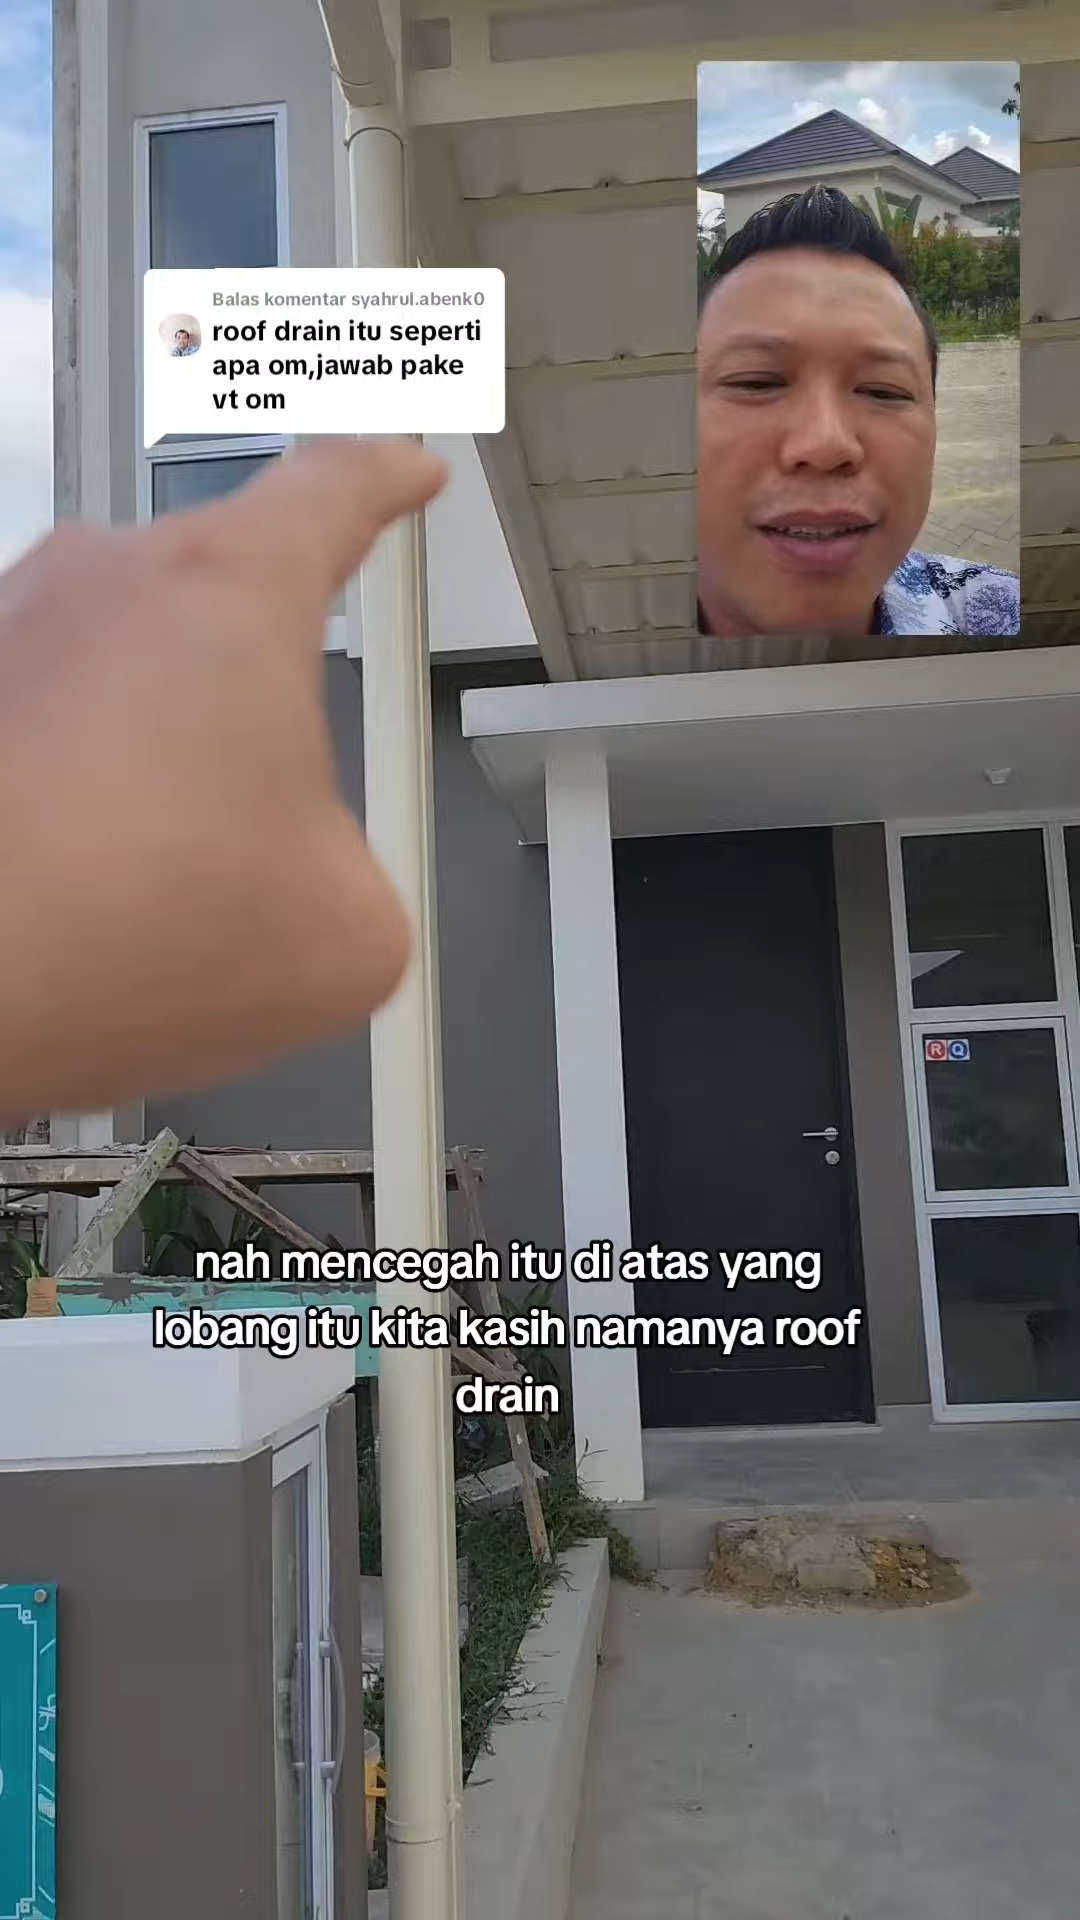 Balas komentar syahrul.abenk0
roof drain itu seperti
apa om,jawab pake
vt om
R Q
nah mencegah itu di atas yang
lobang itu kita kasih namanya roof
drain